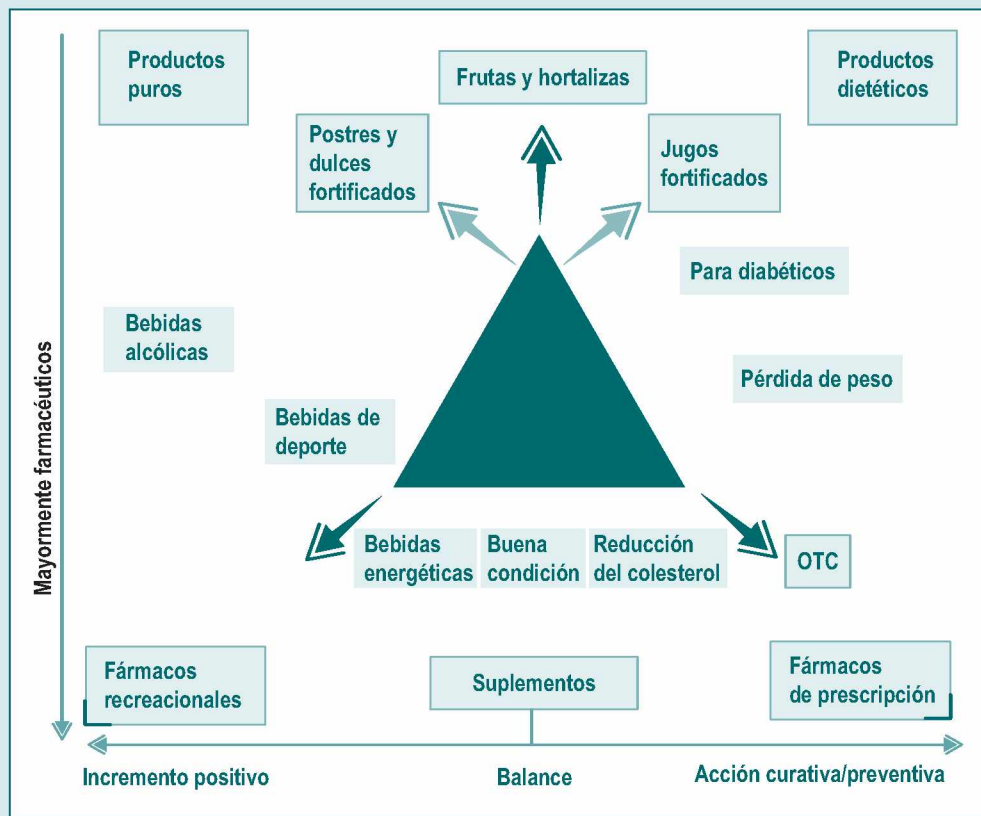 Productos
puros
Frutas y hortalizas
Productos
dietéticos
Postres y
dulces
fortificados
Jugos
fortificados
Para diabéticos
Bebidas
alcólicas
Pérdida de peso
Bebidas de
deporte
Mayormente farmacéuticos
Bebidas
energéticas
Buena
condición
Reducción
del colesterol
OTC
Fármacos
recreacionales
Suplementos
Fármacos
de prescripción
Incremento positivo
Balance
Acción curativa/preventiva